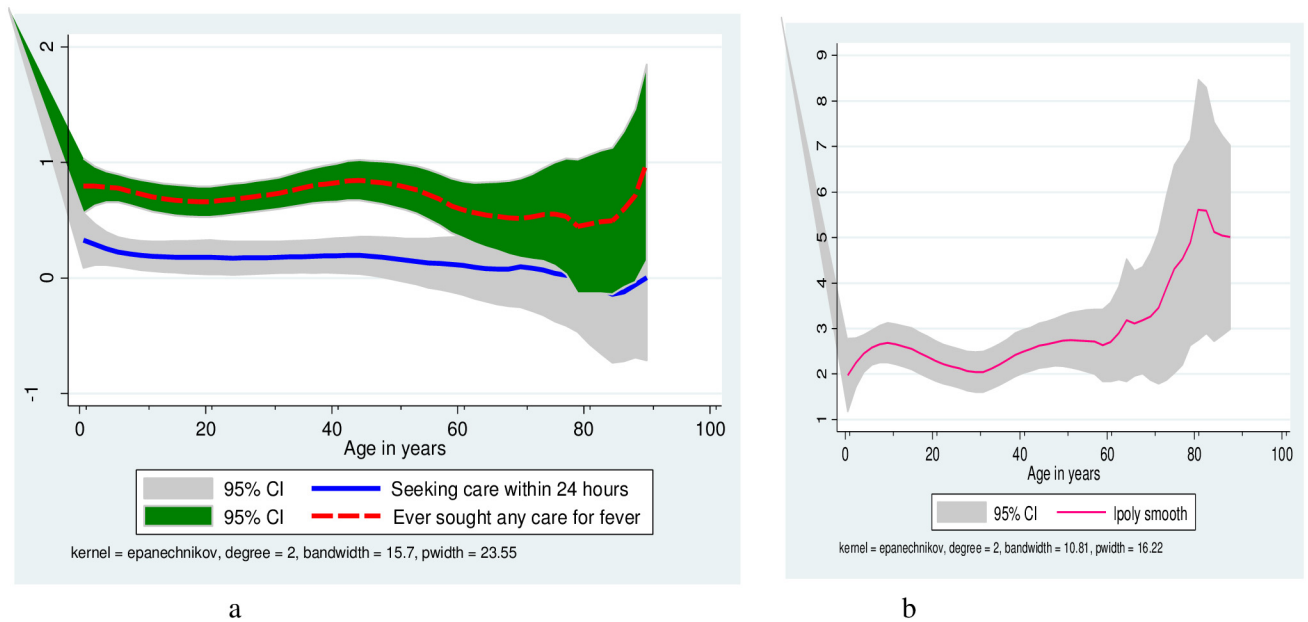 2
1
0
-1
0 20 40 60 80 100
Age in years
95% CI Seeking care within 24 hours
95% CI Ever sought any care for fever
kernel = epanechnikov, degree = 2, bandwidth = 15.7, pwidth = 23.55
a
9
8
7
6
5
4
3
2
1
0 20 40 60 80 100
Age in years
95% CI lpoly smooth
kernel = epanechnikov, degree = 2, bandwidth = 10.81, pwidth = 16.22
b